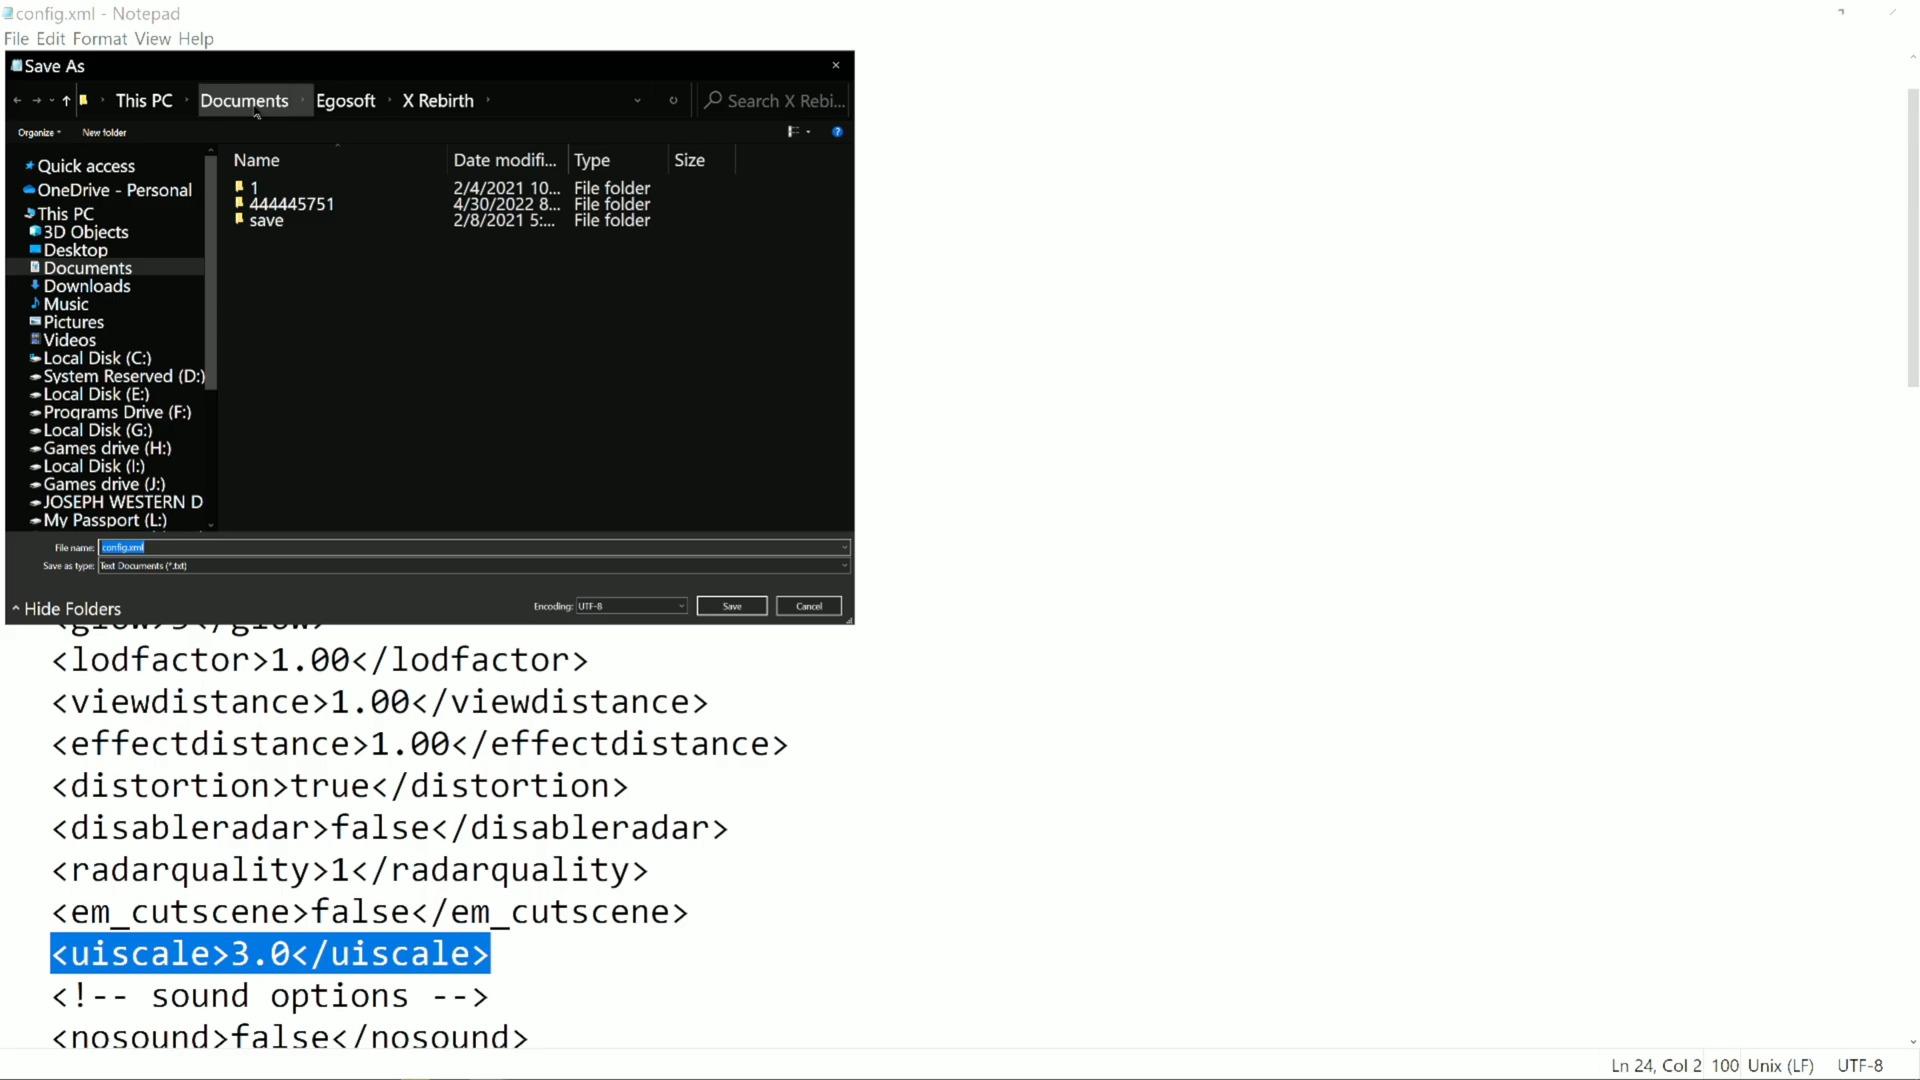 config.xml - Notepad
File Edit Format View Help
Save As
This PC Documents Egosoft X Rebirth Search X Rebi...
Organize New folder
Name Date modifi... Type Size
1 2/4/2021 10... File folder
444445751 4/30/2022 8... File folder
save 2/8/2021 5:... File folder
Quick access
OneDrive - Personal
This PC
3D Objects
Desktop
Documents
Downloads
Music
Pictures
Videos
Local Disk (C:)
System Reserved (D:)
Local Disk (E:)
Programs Drive (F:)
Local Disk (G:)
Games drive (H:)
Local Disk (I:)
Games drive (J:)
JOSEPH WESTERN D
My Passport (L:)
File name: config.xml
Save as type: Text Documents (*.txt)
Hide Folders Encoding: UTF-8 Save Cancel
<glow>3</glow>
<lodfactor>1.00</lodfactor>
<viewdistance>1.00</viewdistance>
<effectdistance>1.00</effectdistance>
<distortion>true</distortion>
<disableradar>false</disableradar>
<radarquality>1</radarquality>
<em_cutscene>false</em_cutscene>
<uiscale>3.0</uiscale>
<!-- sound options -->
<nosound>false</nosound>
Ln 24, Col 2 100 Unix (LF) UTF-8